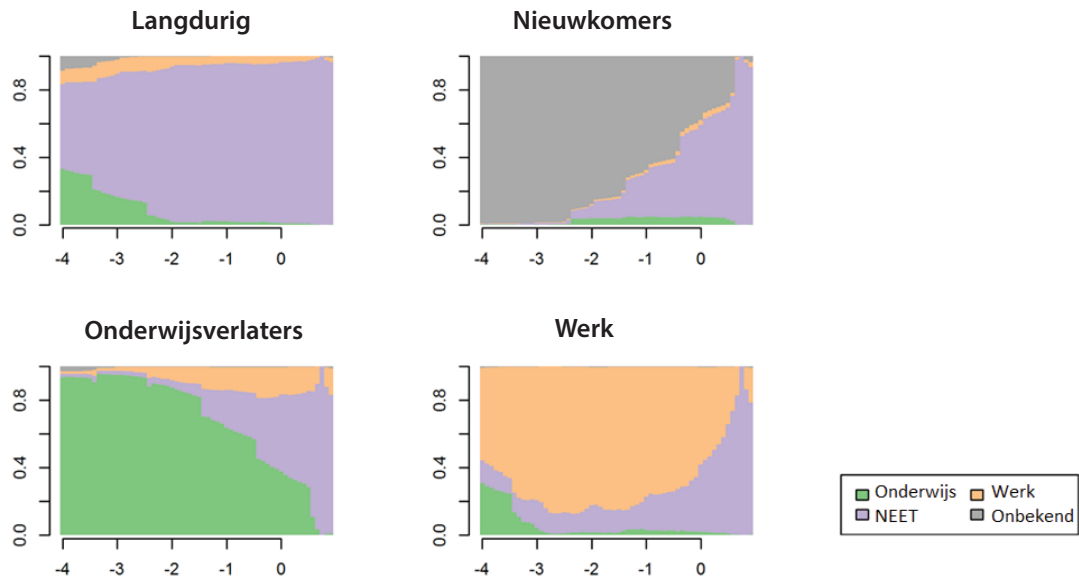 Langdurig
Nieuwkomers
0.0 0.4 0.8
-4 -3 -2 -1 0
0.0 0.4 0.8
-4 -3 -2 -1 0
Onderwijsverlaters
Werk
0.0 0.4 0.8
-4 -3 -2 -1 0
0.0 0.4 0.8
-4 -3 -2 -1 0
Onderwijs Werk
NEET Onbekend